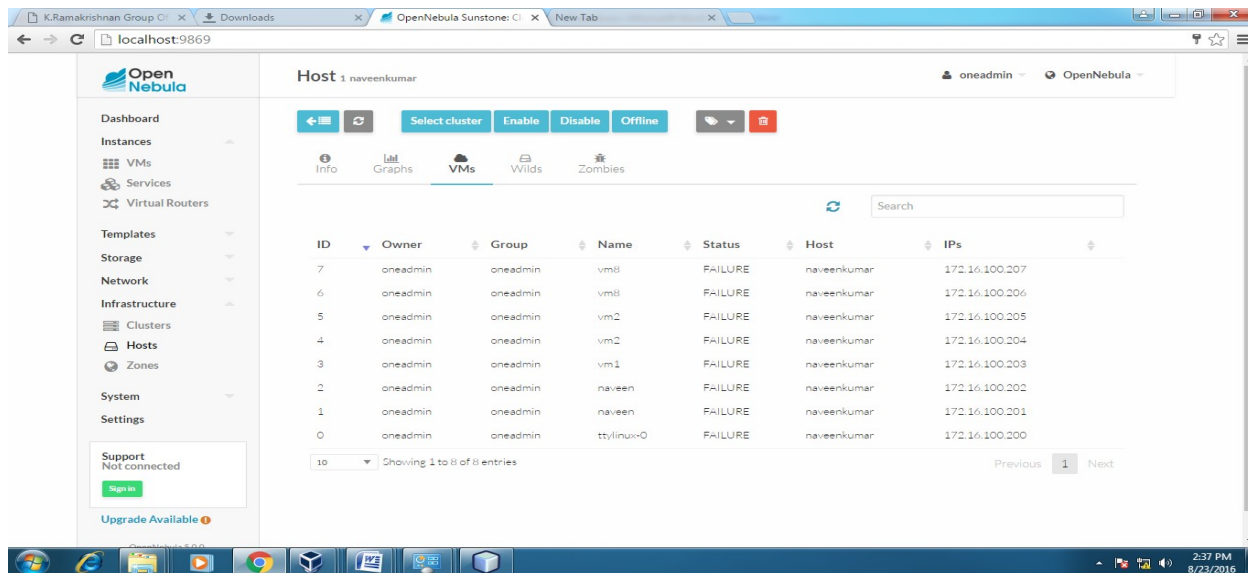 K.Ramakrishnan Group O
Downloads
OpenNebula Sunstone: Cl
New Tab
localhost:9869
Open
Nebula
Host 1 naveenkumar
oneadmin
OpenNebula
Dashboard
Instances
VMs
Services
Virtual Routers
Templates
Storage
Network
Infrastructure
Clusters
Hosts
Zones
System
Settings
Support
Not connected
Sign in
Upgrade Available
OpenNebula 5.0.0
Select cluster Enable Disable Offline
Info Graphs VMs Wilds Zombies
Search
ID Owner Group Name Status Host IPs
7 oneadmin oneadmin vm8 FAILURE naveenkumar 172.16.100.207
6 oneadmin oneadmin vm8 FAILURE naveenkumar 172.16.100.206
5 oneadmin oneadmin vm2 FAILURE naveenkumar 172.16.100.205
4 oneadmin oneadmin vm2 FAILURE naveenkumar 172.16.100.204
3 oneadmin oneadmin vm1 FAILURE naveenkumar 172.16.100.203
2 oneadmin oneadmin naveen FAILURE naveenkumar 172.16.100.202
1 oneadmin oneadmin naveen FAILURE naveenkumar 172.16.100.201
0 oneadmin oneadmin ttylinux-0 FAILURE naveenkumar 172.16.100.200
10 Showing 1 to 8 of 8 entries
Previous 1 Next
2:37 PM
8/23/2016